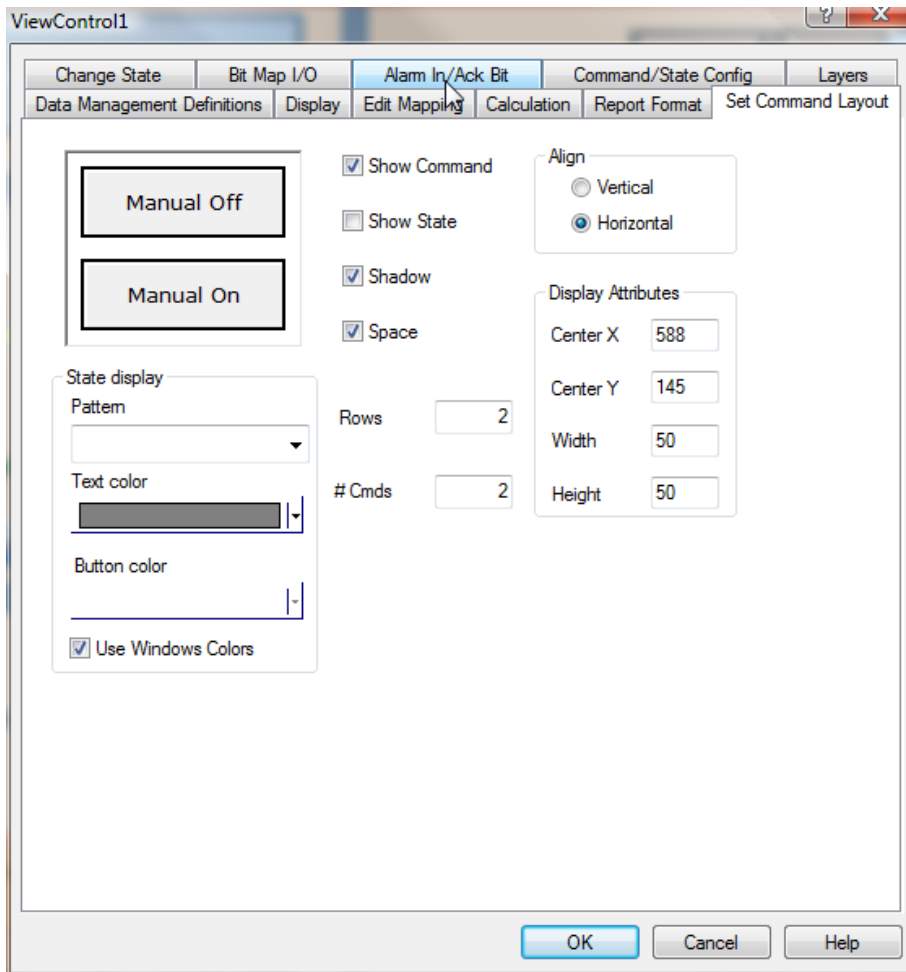 ViewControl1
?
X
Change State
Bit Map I/O
Alarm In/Ack Bit
Command/State Config
Layers
Data Management Definitions
Display
Edit Mapping
Calculation
Report Format
Set Command Layout
Manual Off
Manual On
Show Command
Show State
Shadow
Space
Align
Vertical
Horizontal
Display Attributes
Center X
588
Center Y
145
Width
50
Height
50
State display
Pattern
Text color
Button color
Use Windows Colors
Rows
2
# Cmds
2
OK
Cancel
Help